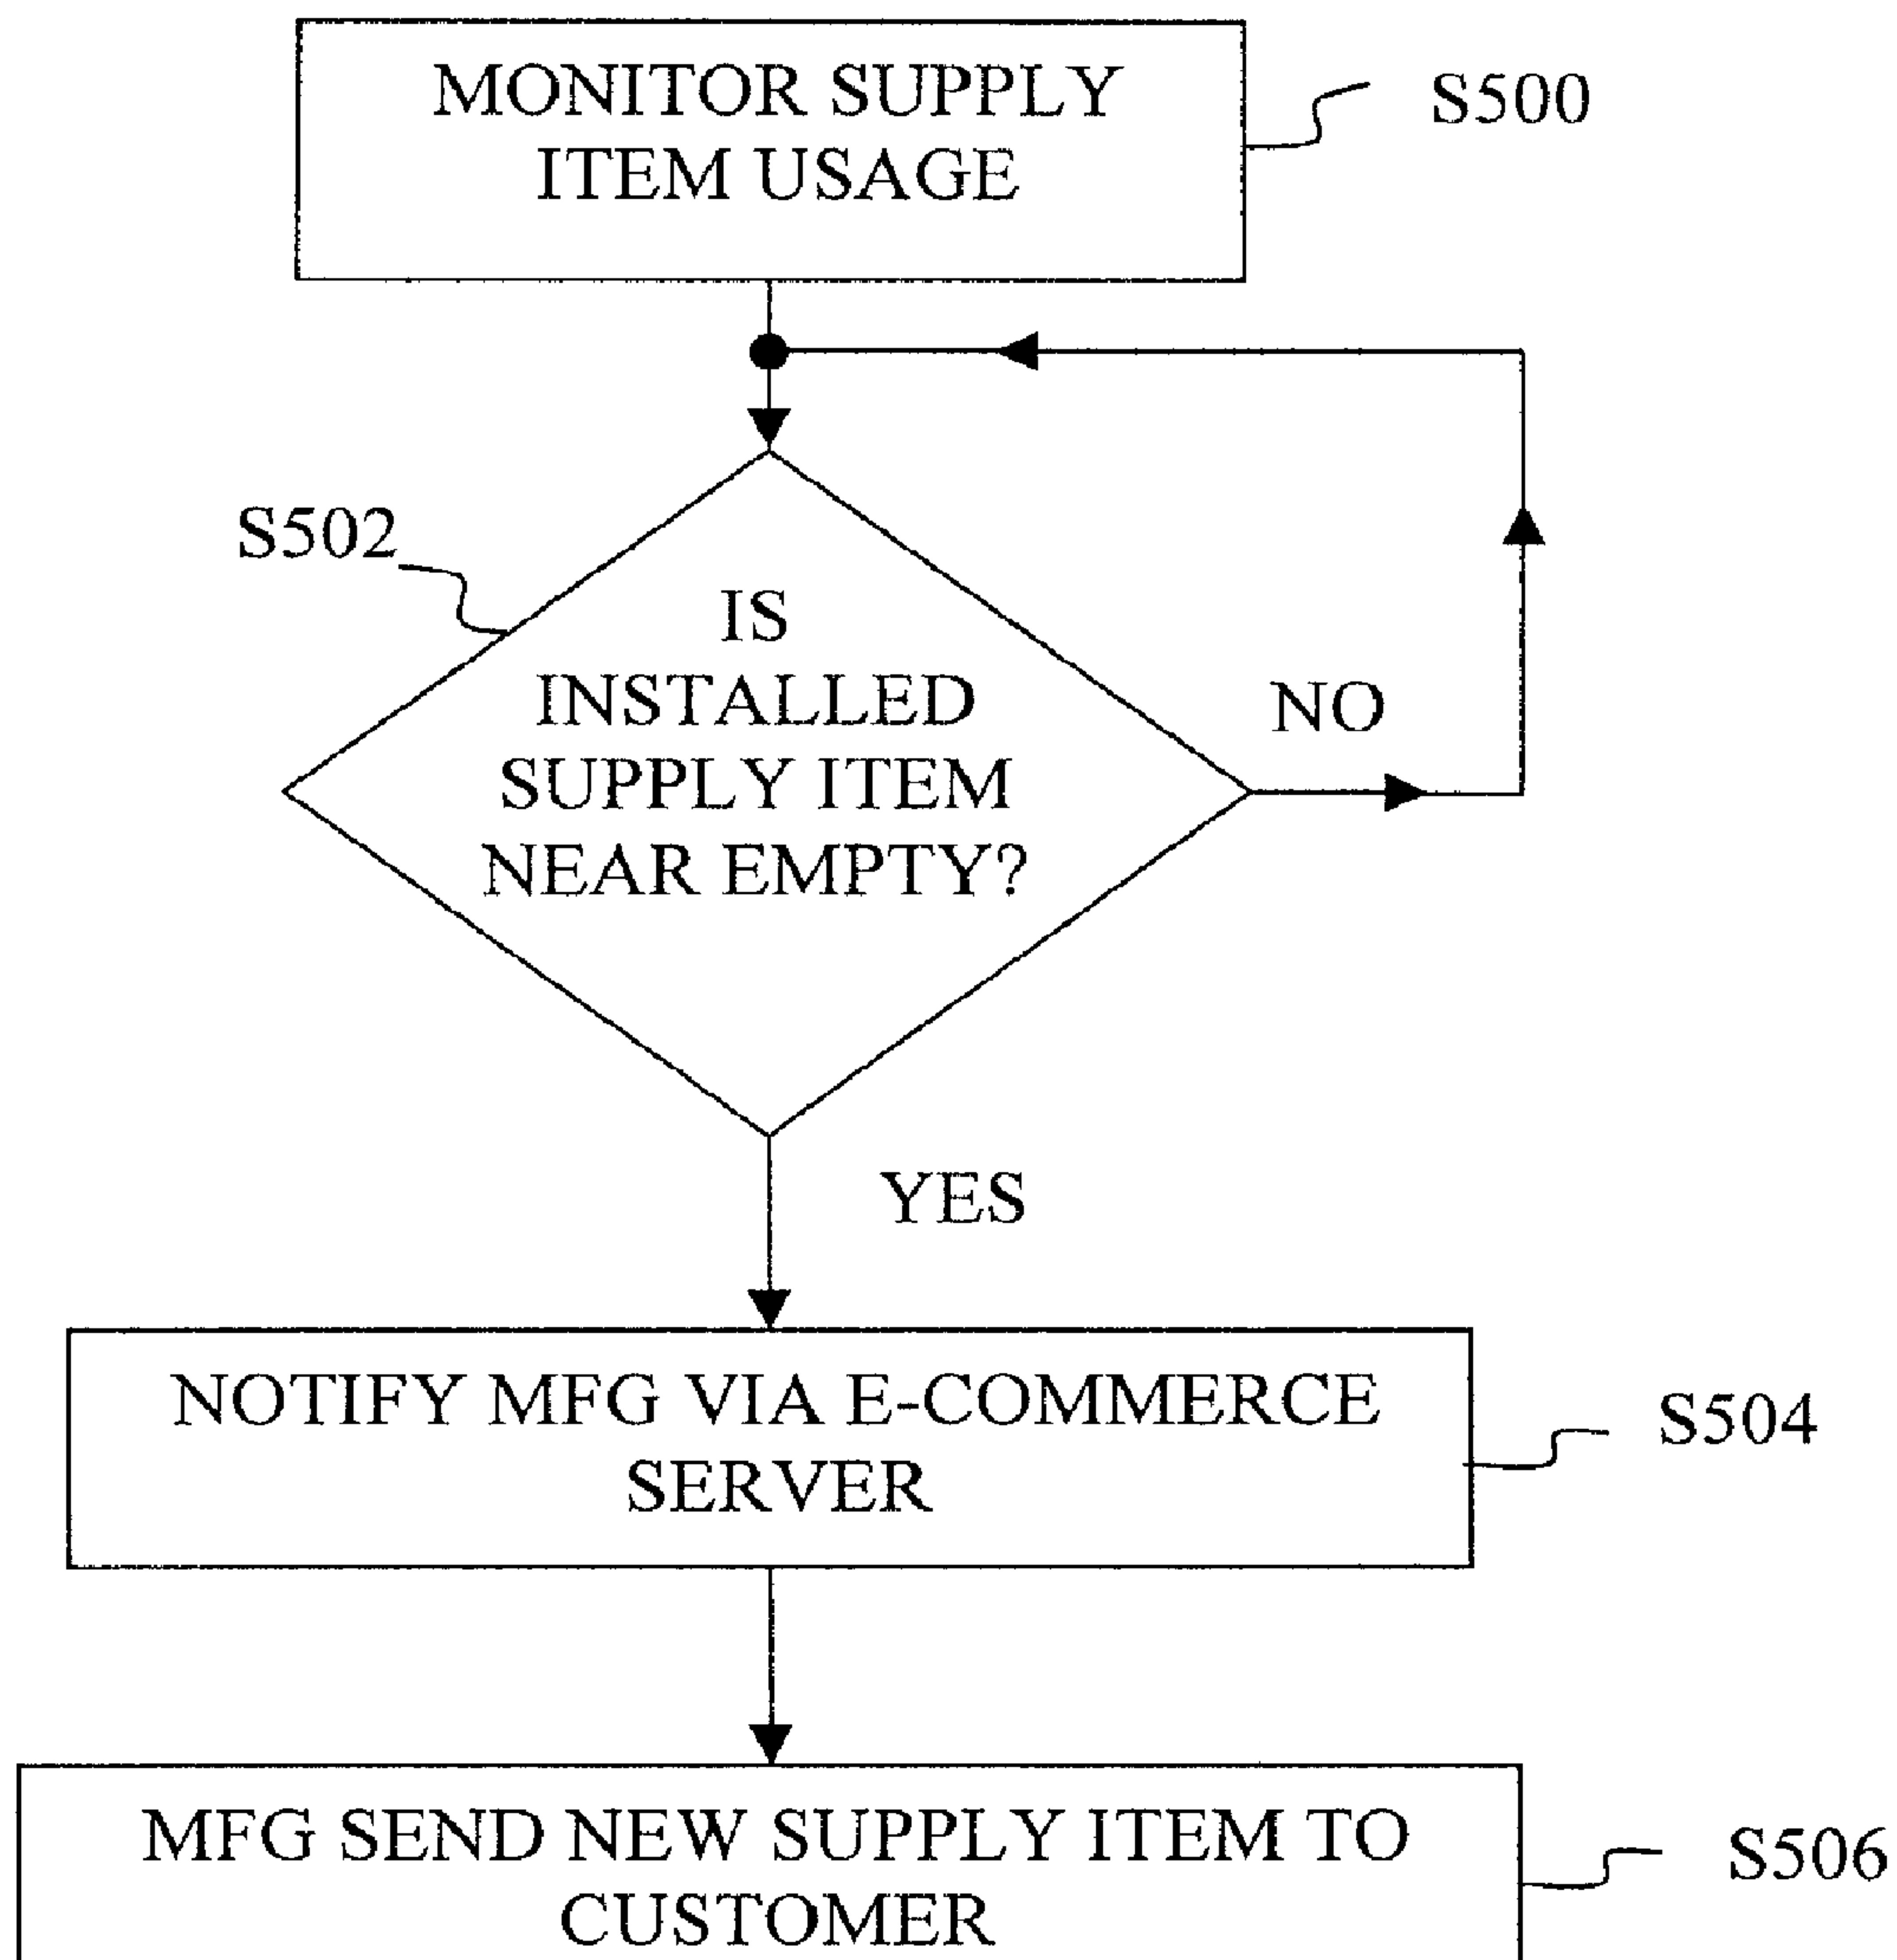 MONITOR SUPPLY
ITEM USAGE
S500
S502
IS
INSTALLED
SUPPLY ITEM
NEAR EMPTY?
NO
YES
NOTIFY MFG VIA E-COMMERCE
SERVER
S504
MFG SEND NEW SUPPLY ITEM TO
CUSTOMER
S506